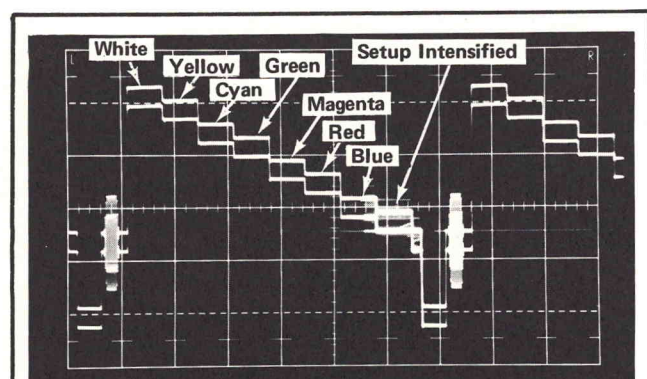 L
R
White
Yellow
Cyan
Green
Magenta
Red
Blue
Setup Intensified